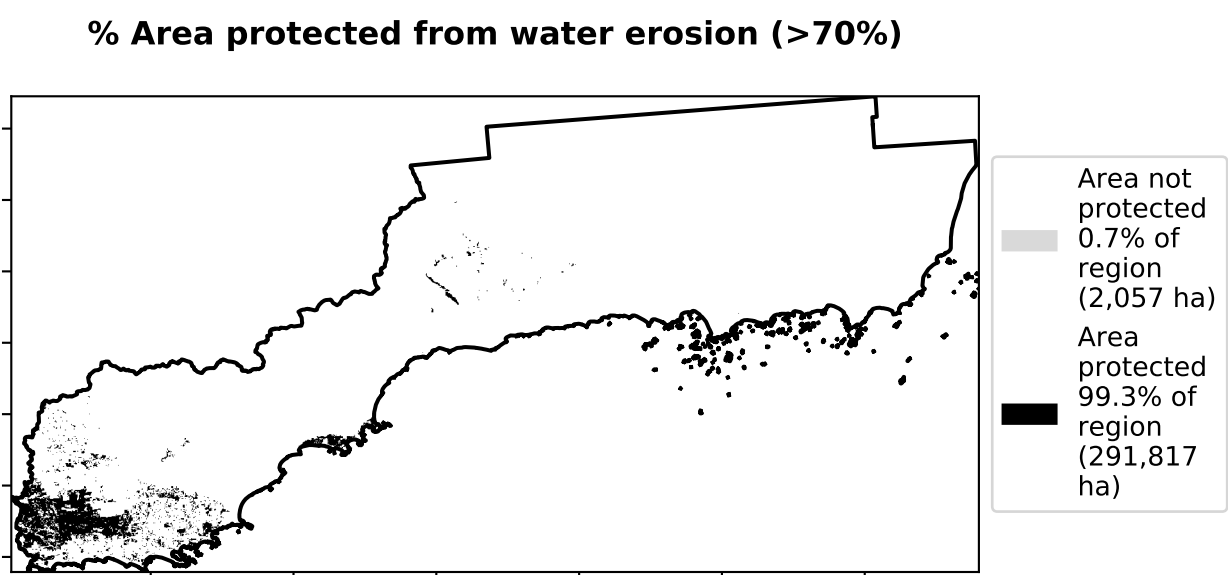 % Area protected from water erosion (>70%)
Area not
protected
0.7% of
region
(2,057 ha)
Area
protected
99.3% of
region
(291,817
ha)